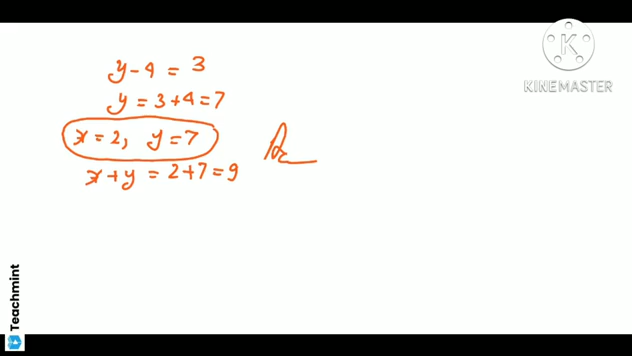 y - 4 = 3
y = 3 + 4 = 7
x = 2, y = 7
x + y = 2 + 7 = 9
K
KINEMASTER
Teachmint